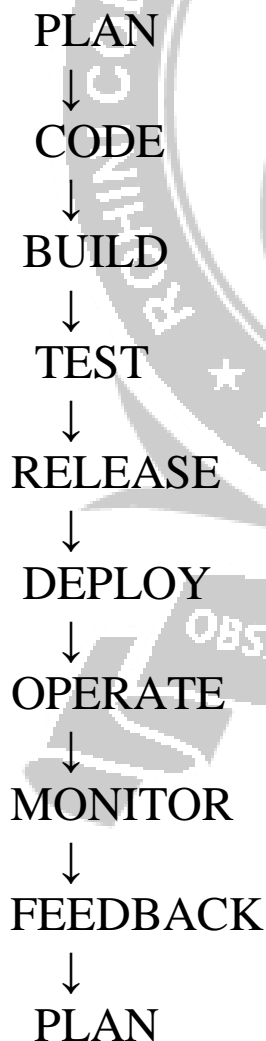 PLAN
↓
CODE
↓
BUILD
↓
TEST
↓
RELEASE
↓
DEPLOY
↓
OPERATE
↓
MONITOR
↓
FEEDBACK
↓
PLAN